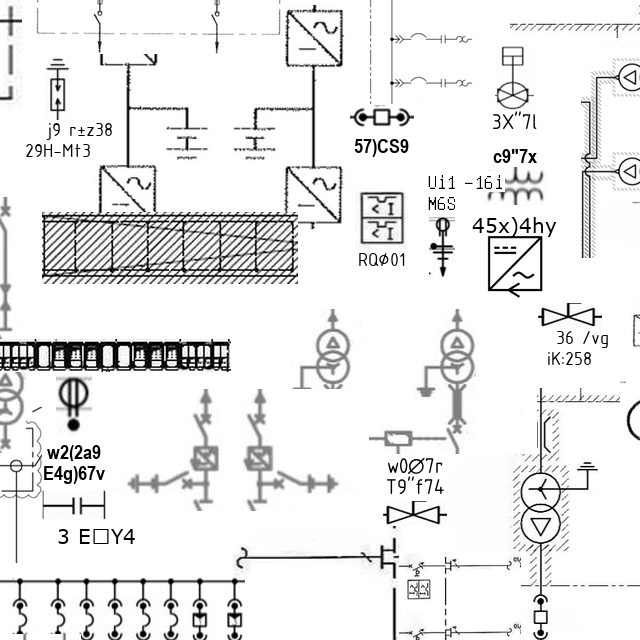 j9 r±z38
29H-Mt3
57)CS9
3X"7l
c9"7x
Ui1 -16i
M6S
45x)4hy
RQø01
36 /vg
iK:258
w2(2a9
E4g)67v
w0Ø7r
T9"f74
3 E□Y4